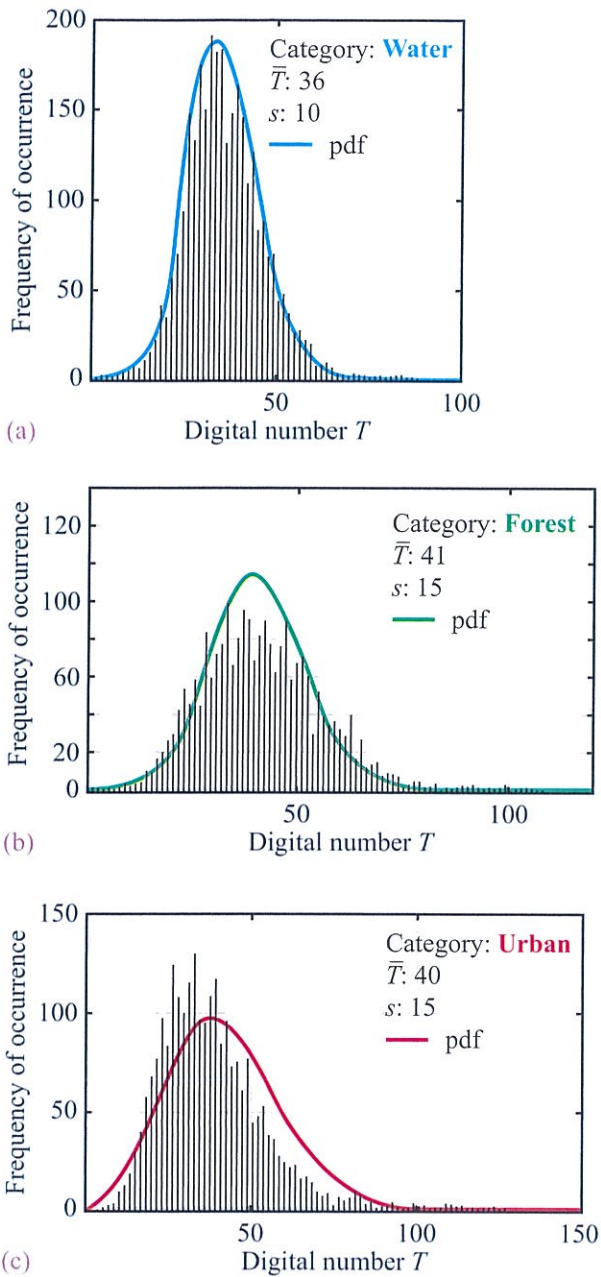 200
150
100
50
0
50
100
Frequency of occurrence
Category: Water
T̅: 36
s: 10
pdf
(a)
Digital number T
120
100
60
20
0
50
100
Frequency of occurrence
Category: Forest
T̅: 41
s: 15
pdf
(b)
Digital number T
150
100
50
0
50
100
150
Frequency of occurrence
Category: Urban
T̅: 40
s: 15
pdf
(c)
Digital number T